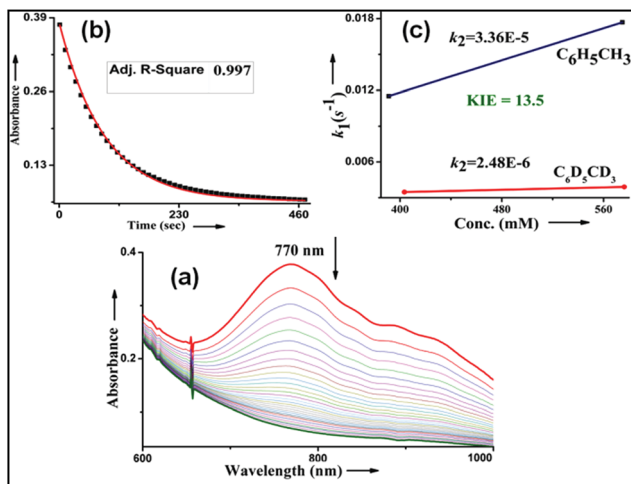 (b)
Adj. R-Square 0.997
Absorbance
0.39
0.26
0.13
0
230
460
Time (sec)
(c)
k2=3.36E-5
C6H5CH3
KIE = 13.5
k2=2.48E-6
C6D5CD3
k1(s-1)
0.018
0.012
0.006
400
480
560
Conc. (mM)
(a)
770 nm
Absorbance
0.4
0.2
600
800
1000
Wavelength (nm)